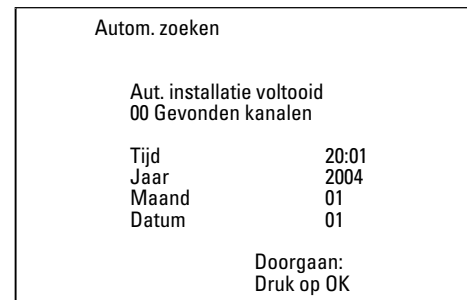 Autom. zoeken
Aut. installatie voltooid
00 Gevonden kanalen
Tijd 20:01
Jaar 2004
Maand 01
Datum 01
Doorgaan:
Druk op OK